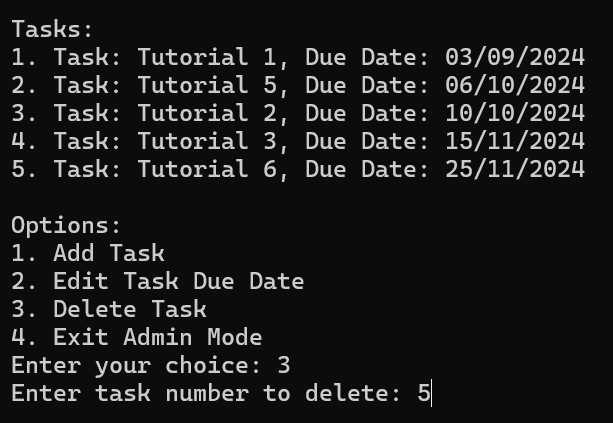 Tasks:
1. Task: Tutorial 1, Due Date: 03/09/2024
2. Task: Tutorial 5, Due Date: 06/10/2024
3. Task: Tutorial 2, Due Date: 10/10/2024
4. Task: Tutorial 3, Due Date: 15/11/2024
5. Task: Tutorial 6, Due Date: 25/11/2024
Options:
1. Add Task
2. Edit Task Due Date
3. Delete Task
4. Exit Admin Mode
Enter your choice: 3
Enter task number to delete: 5